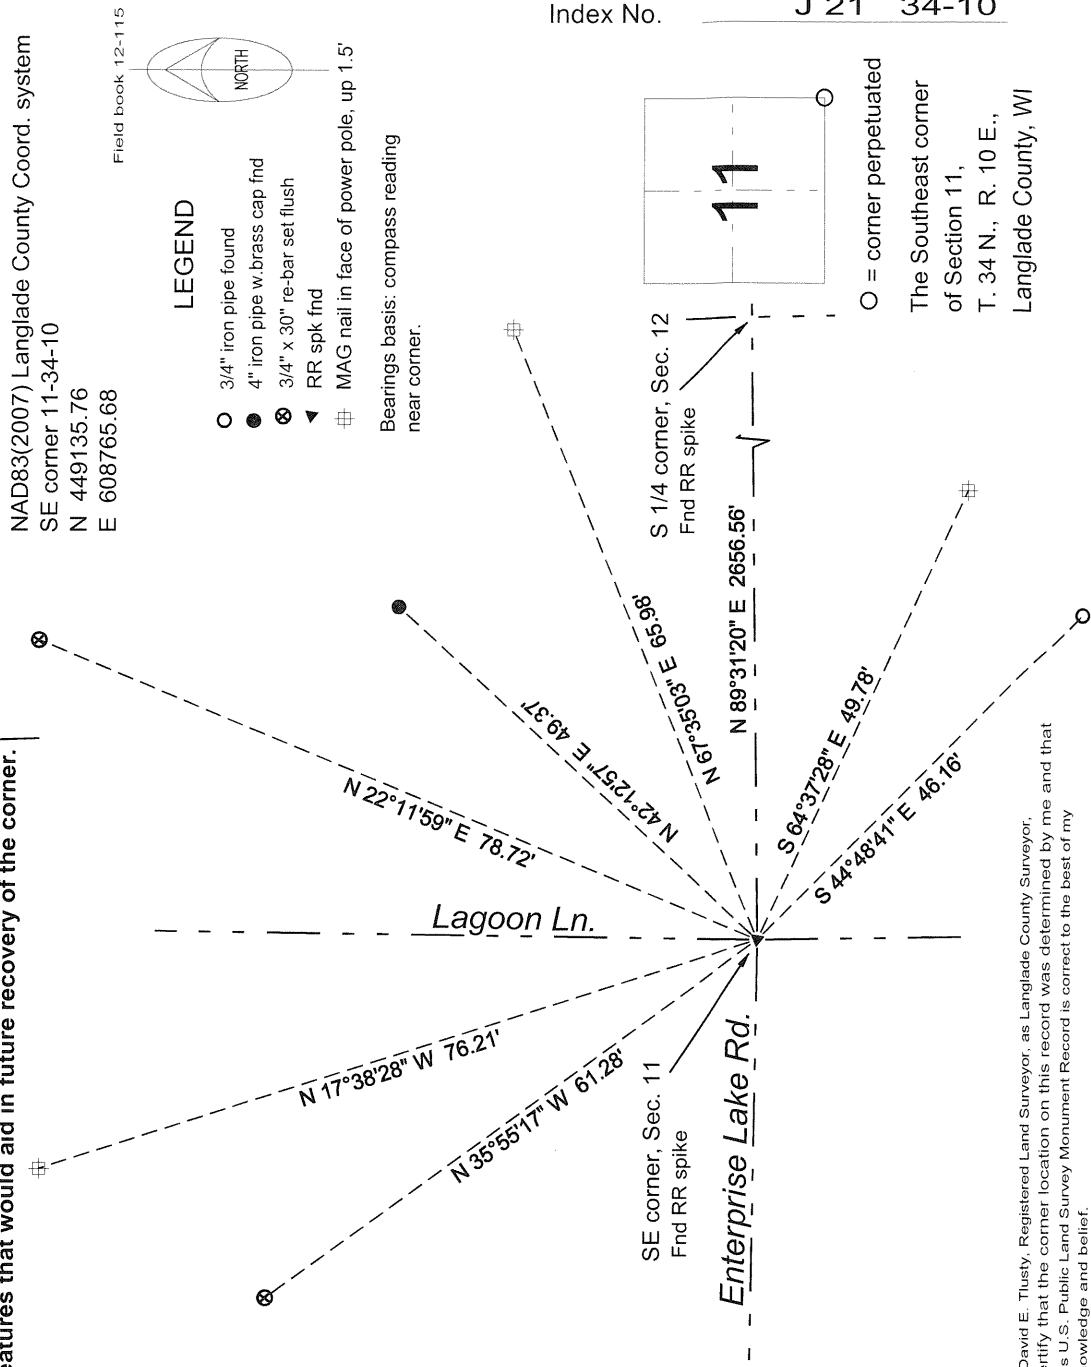 Index No. J 21 34-10
eatures that would aid in future recovery of the corner.
NAD83(2007) Langlade County Coord. system
SE corner 11-34-10
N 449135.76
E 608765.68
Field book 12-115
NORTH
LEGEND
3/4" iron pipe found
4" iron pipe w.brass cap fnd
3/4" x 30" re-bar set flush
RR spk fnd
MAG nail in face of power pole, up 1.5'
Bearings basis: compass reading
near corner.
N 17°38'28" W 76.21'
N 35°55'17" W 61.28'
N 22°11'59" E 78.72'
N 42°12'57" E 49.37'
N 67°35'03" E 65.98'
N 89°31'20" E 2656.56'
S 64°37'28" E 49.78'
S 44°48'41" E 46.16'
Lagoon Ln.
Enterprise Lake Rd.
SE corner, Sec. 11
Fnd RR spike
S 1/4 corner, Sec. 12
Fnd RR spike
11
O = corner perpetuated
The Southeast corner
of Section 11,
T. 34 N., R. 10 E.,
Langlade County, WI
David E. Tlusty, Registered Land Surveyor, as Langlade County Surveyor,
ertify that the corner location on this record was determined by me and that
s U.S. Public Land Survey Monument Record is correct to the best of my
owledge and belief.